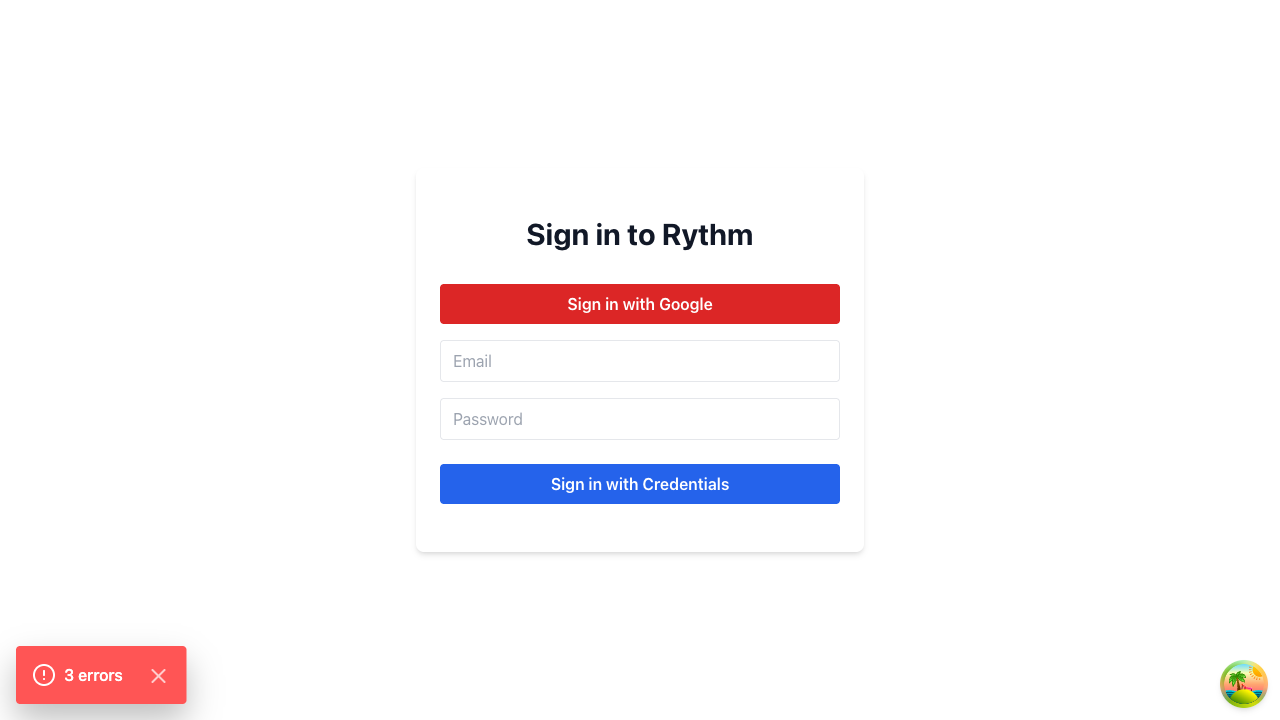 Sign in to Rythm
Sign in with Google
Email
Password
Sign in with Credentials
3 errors